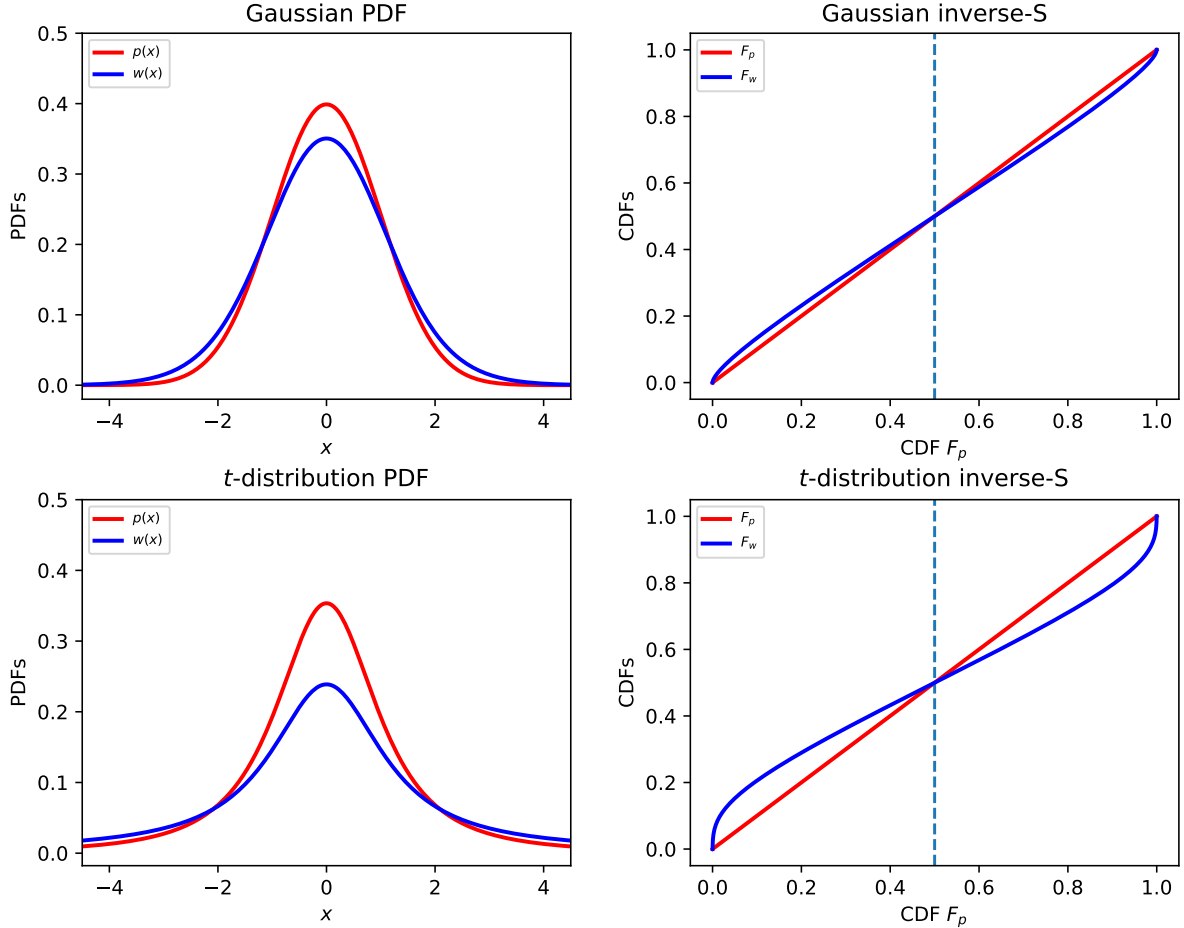 Gaussian PDF
0.5
0.4
0.3
0.2
0.1
0.0
PDFs
p(x)
w(x)
−4 −2 0 2 4
x
Gaussian inverse-S
1.0
0.8
0.6
0.4
0.2
0.0
CDFs
F_p
F_w
0.0 0.2 0.4 0.6 0.8 1.0
CDF F_p
t-distribution PDF
0.5
0.4
0.3
0.2
0.1
0.0
PDFs
p(x)
w(x)
−4 −2 0 2 4
x
t-distribution inverse-S
1.0
0.8
0.6
0.4
0.2
0.0
CDFs
F_p
F_w
0.0 0.2 0.4 0.6 0.8 1.0
CDF F_p